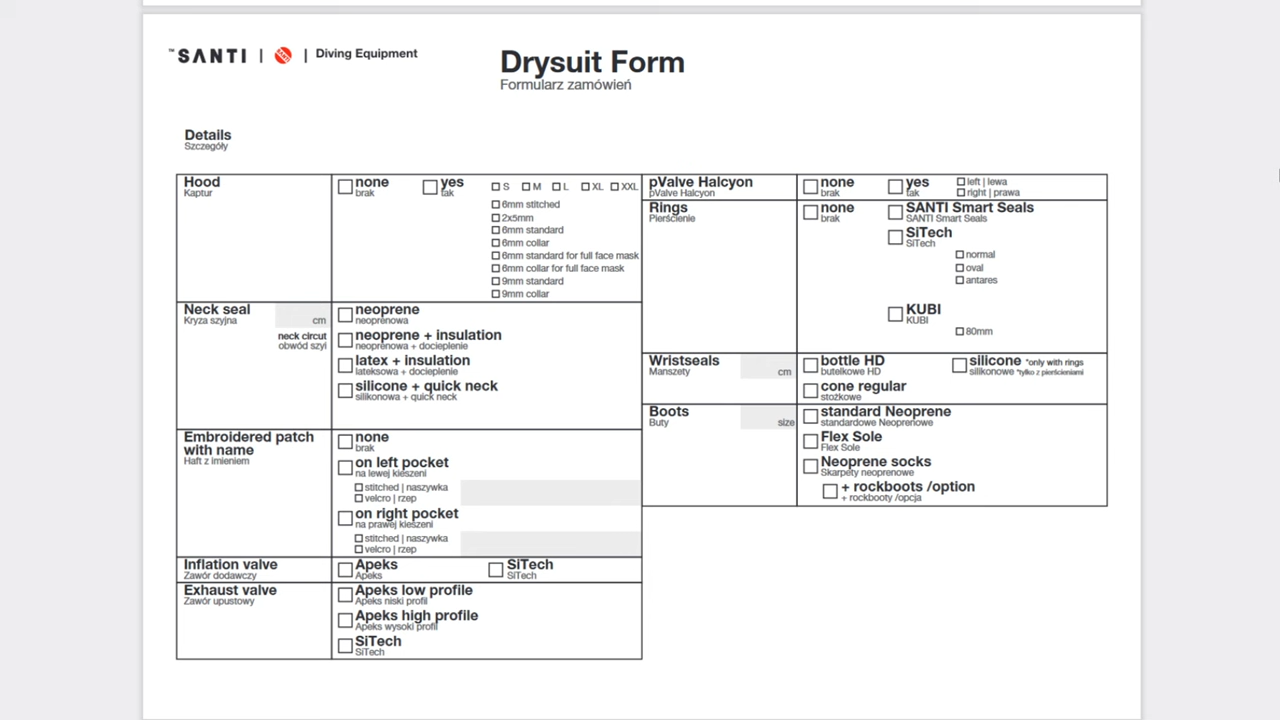 ™ SANTI | | Diving Equipment
Drysuit Form
Formularz zamówień
Details
Szczegóły
Hood
Kaptur
none
brak
yes
tak
S M L XL XXL
6mm stitched
2x5mm
6mm standard
6mm collar
6mm standard for full face mask
6mm collar for full face mask
9mm standard
9mm collar
Neck seal
Kryza szyjna
cm
neck circut
obwód szyi
neoprene
neoprenowa
neoprene + insulation
neoprenowa + docieplenie
latex + insulation
lateksowa + docieplenie
silicone + quick neck
silikonowa + quick neck
Embroidered patch
with name
Haft z imieniem
none
brak
on left pocket
na lewej kieszeni
stitched | naszywka
velcro | rzep
on right pocket
na prawej kieszeni
stitched | naszywka
velcro | rzep
Inflation valve
Zawór dodawczy
Apeks
Apeks
SiTech
SiTech
Exhaust valve
Zawór upustowy
Apeks low profile
Apeks niski profil
Apeks high profile
Apeks wysoki profil
SiTech
SiTech
pValve Halcyon
pValve Halcyon
none
brak
yes
tak
left | lewa
right | prawa
Rings
Pierścienie
none
brak
SANTI Smart Seals
SANTI Smart Seals
SiTech
SiTech
normal
oval
antares
KUBI
KUBI
80mm
Wristseals
Manszety
cm
bottle HD
butelkowe HD
silicone *only with rings
silikonowe *tylko z pierścieniami
cone regular
stożkowe
Boots
Buty
size
standard Neoprene
standardowe Neoprenowe
Flex Sole
Flex Sole
Neoprene socks
Skarpety neoprenowe
+ rockboots /option
+ rockbooty /opcja